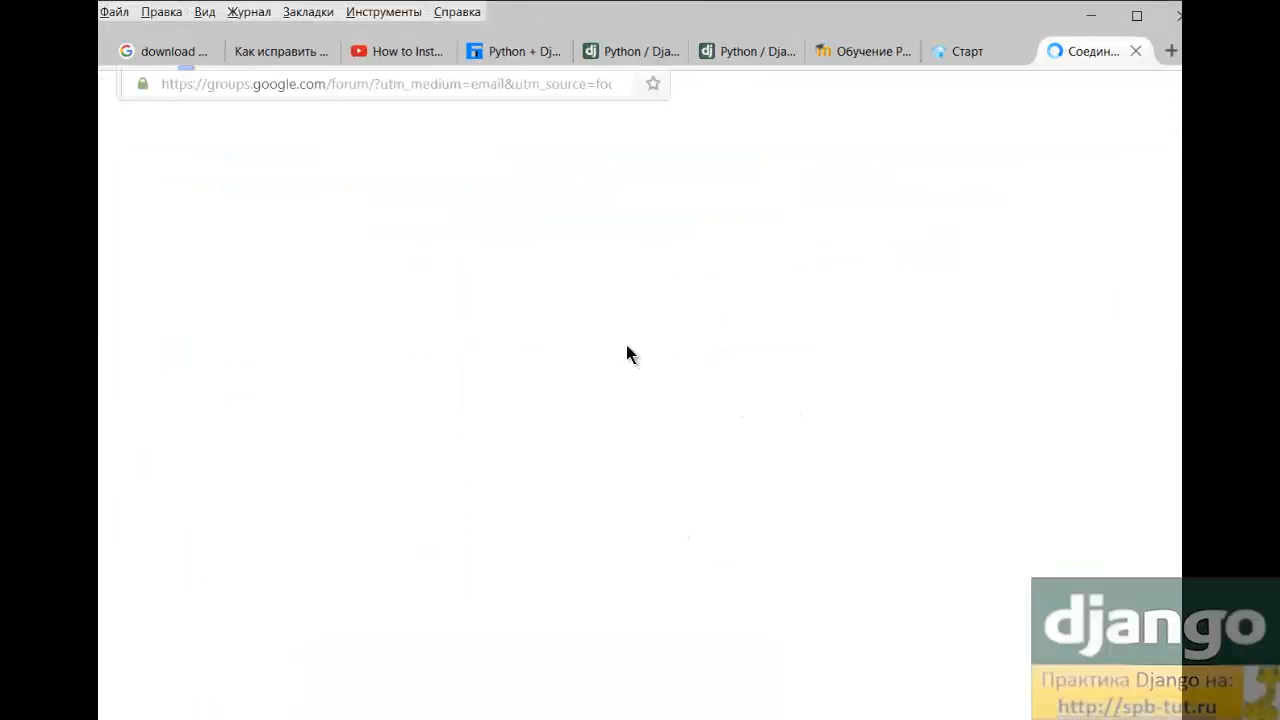 Файл Правка Вид Журнал Закладки Инструменты Справка
download ... Как исправить ... How to Inst... Python + Dj... Python / Dja... Python / Dja... Обучение P... Старт Соедин
https://groups.google.com/forum/?utm_medium=email&utm_source=foo
django
Практика Django на:
http://spb-tut.ru